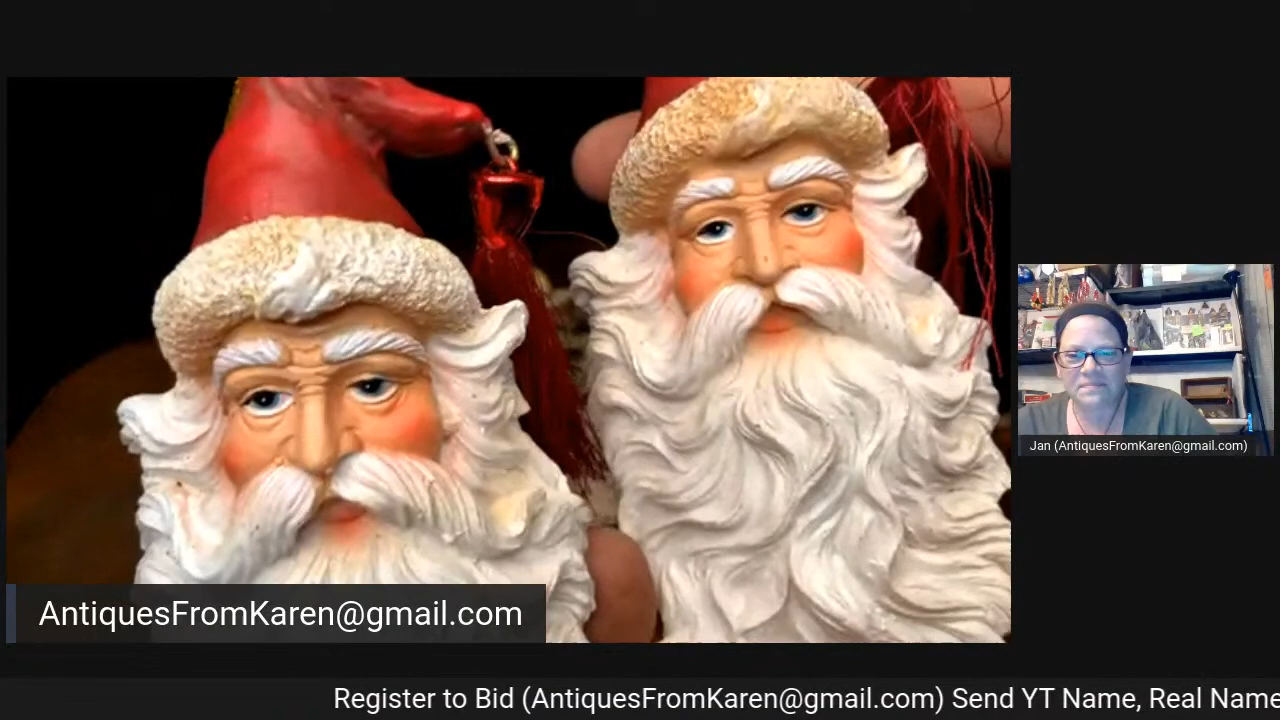 Jan (AntiquesFromKaren@gmail.com)
AntiquesFromKaren@gmail.com
Register to Bid (AntiquesFromKaren@gmail.com) Send YT Name, Real Name